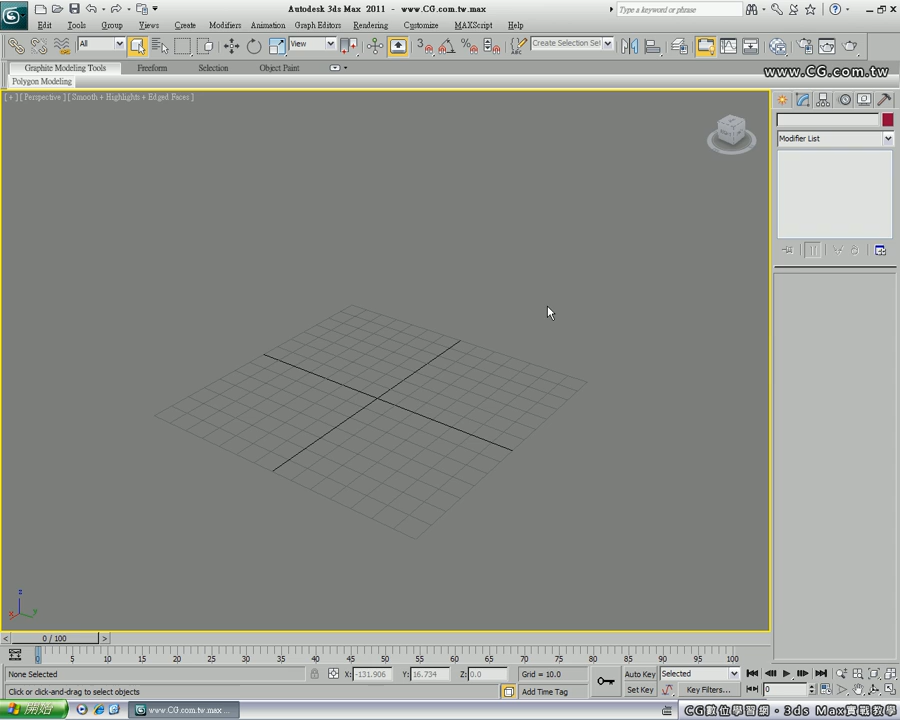 Autodesk 3ds Max 2011 - www.CG.com.tw.max
Type a keyword or phrase
Edit Tools Group Views Create Modifiers Animation Graph Editors Rendering Customize MAXScript Help
All View Create Selection Set
Graphite Modeling Tools Freeform Selection Object Paint
www.CG.com.tw
Polygon Modeling
[ + ] [ Perspective ] [ Smooth + Highlights + Edged Faces ]
Modifier List
z
x y
< 0 / 100 >
0 5 10 15 20 25 30 35 40 45 50 55 60 65 70 75 80 85 90 95 100
None Selected X: -131.906 Y: 16.734 Z: 0.0 Grid = 10.0 Auto Key Selected
Click or click-and-drag to select objects Add Time Tag Set Key Key Filters... 0
開始 www.CG.com.tw.max ... CG數位學習網·3ds Max實戰教學